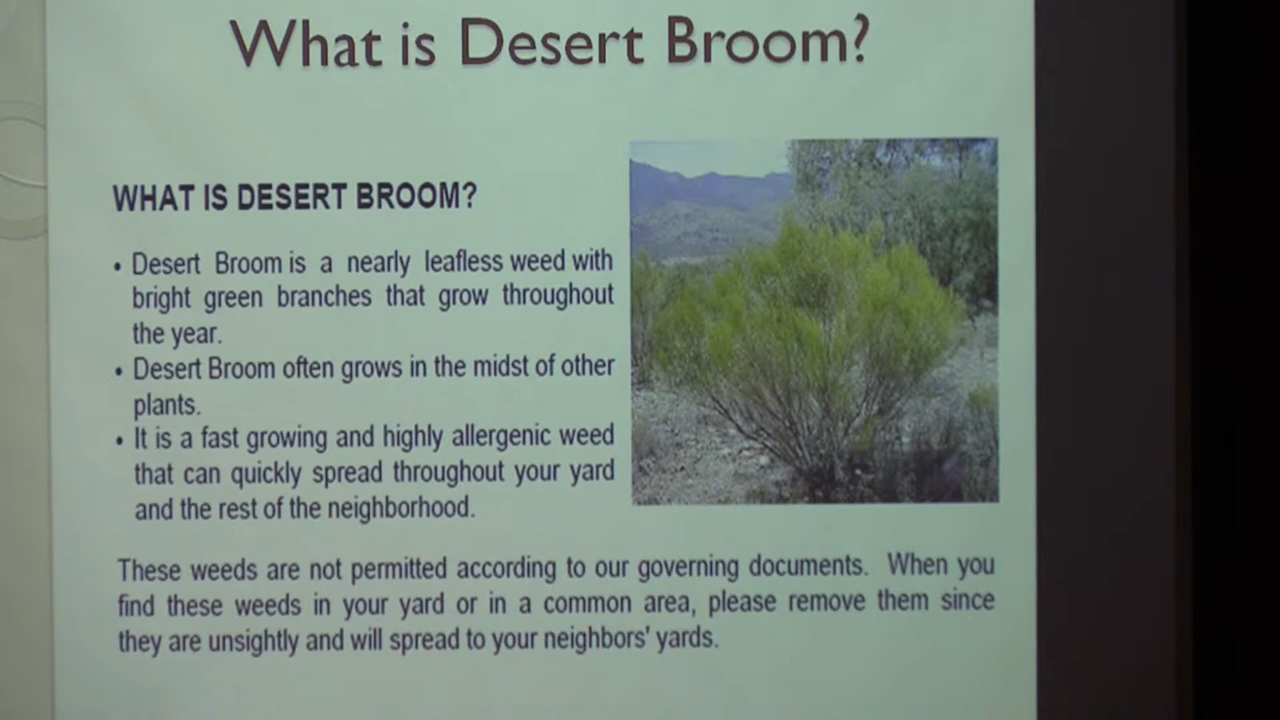 What is Desert Broom?
WHAT IS DESERT BROOM?
• Desert Broom is a nearly leafless weed with
bright green branches that grow throughout
the year.
• Desert Broom often grows in the midst of other
plants.
• It is a fast growing and highly allergenic weed
that can quickly spread throughout your yard
and the rest of the neighborhood.
These weeds are not permitted according to our governing documents. When you
find these weeds in your yard or in a common area, please remove them since
they are unsightly and will spread to your neighbors' yards.